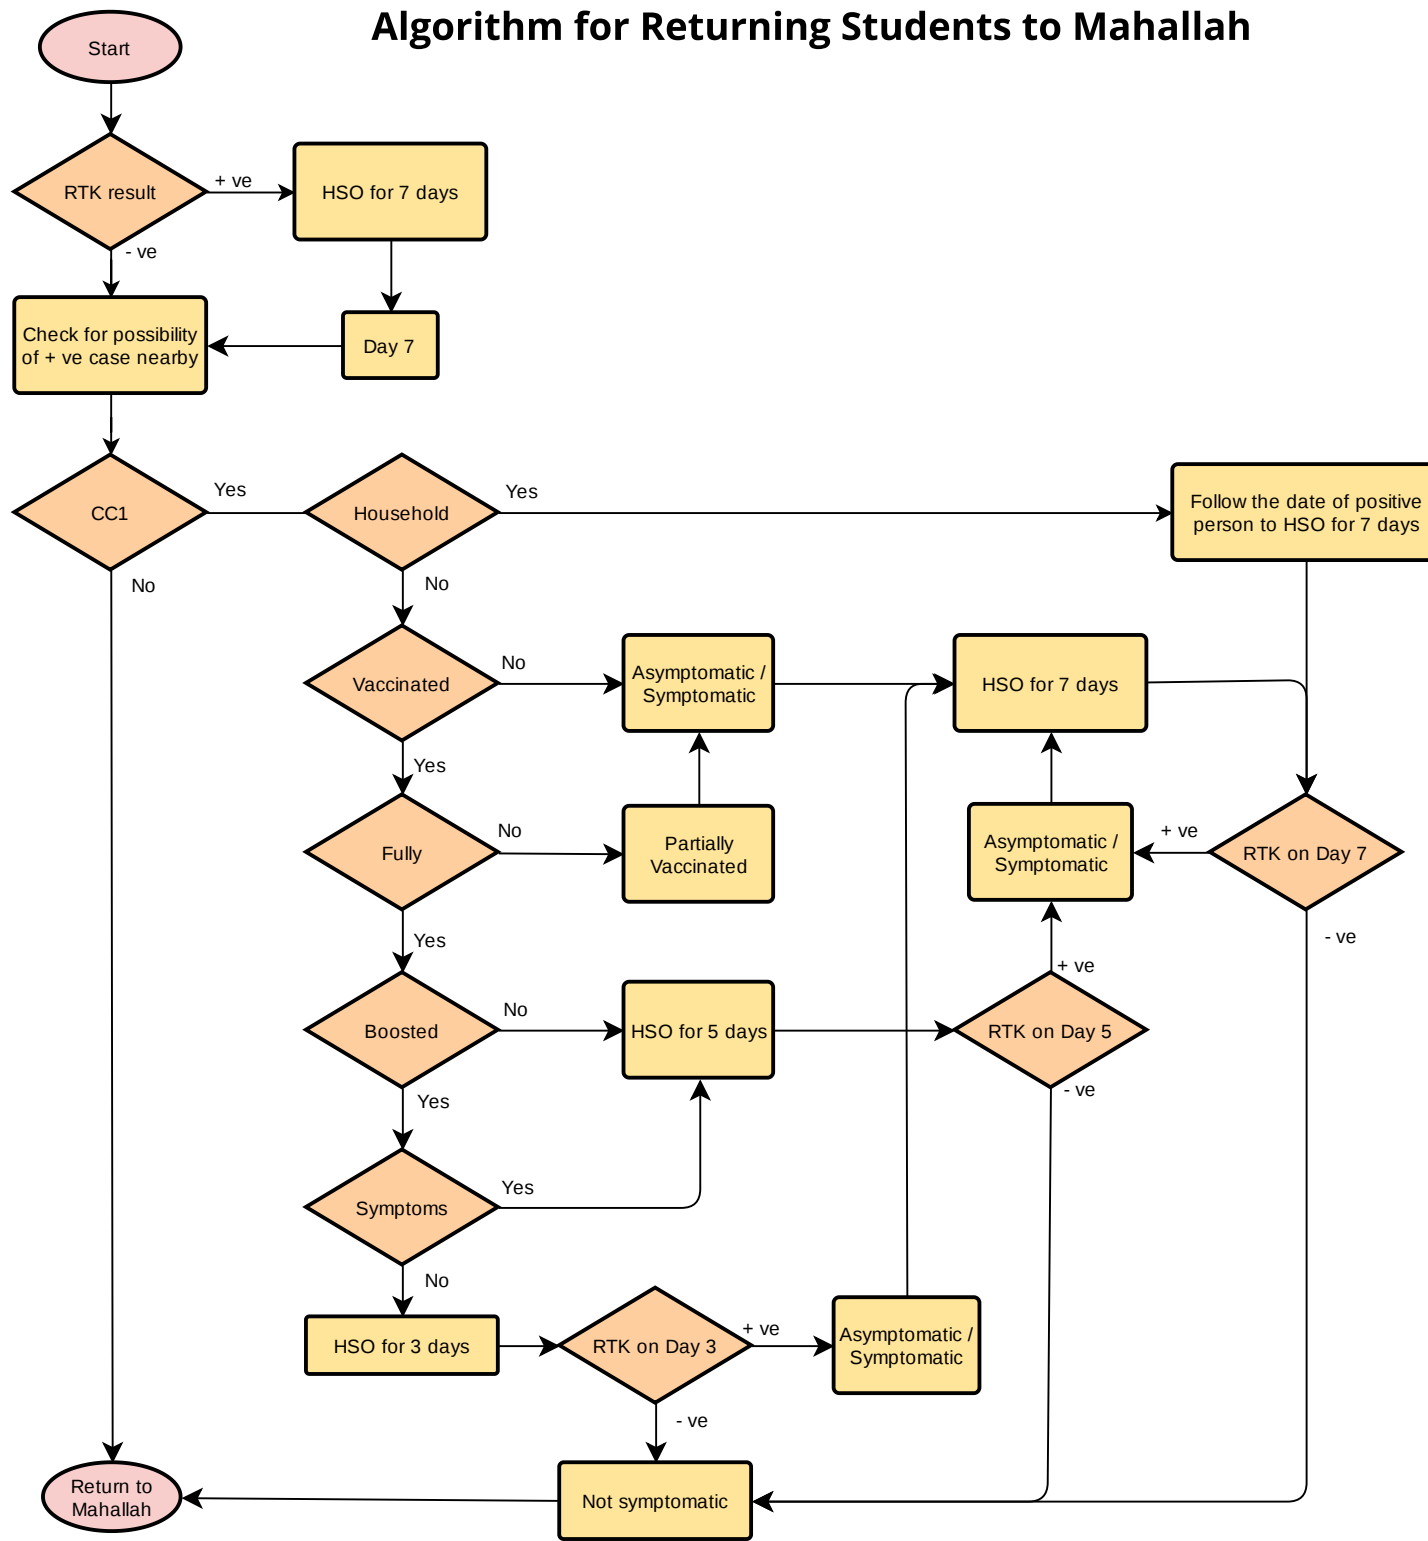 Algorithm for Returning Students to Mahallah
Start
RTK result
+ ve
HSO for 7 days
- ve
Check for possibility
of + ve case nearby
Day 7
CC1
Yes
Household
Yes
Follow the date of positive
person to HSO for 7 days
No
No
Vaccinated
No
Asymptomatic /
Symptomatic
HSO for 7 days
Yes
Fully
No
Partially
Vaccinated
Asymptomatic /
Symptomatic
+ ve
RTK on Day 7
- ve
Yes
+ ve
Boosted
No
HSO for 5 days
RTK on Day 5
- ve
Yes
Symptoms
Yes
No
HSO for 3 days
RTK on Day 3
+ ve
Asymptomatic /
Symptomatic
- ve
Return to
Mahallah
Not symptomatic